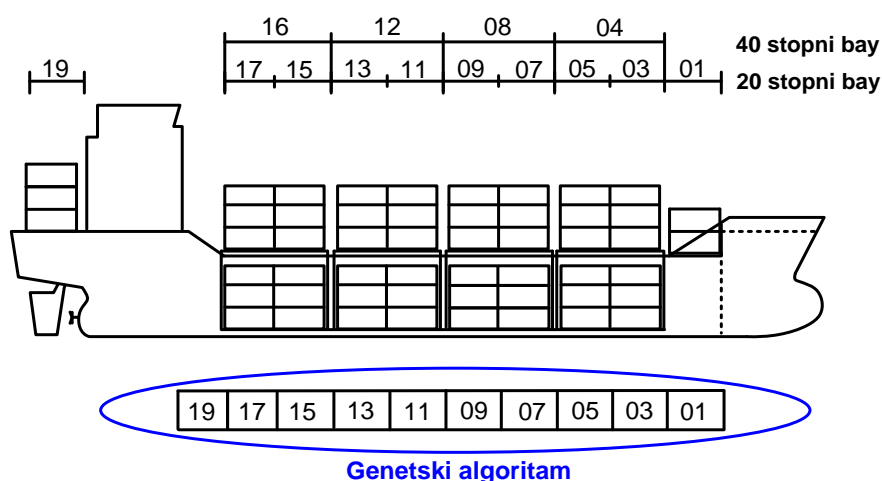 16 12 08 04
40 stopni bay
19 17 15 13 11 09 07 05 03 01
20 stopni bay
19 17 15 13 11 09 07 05 03 01
Genetski algoritam